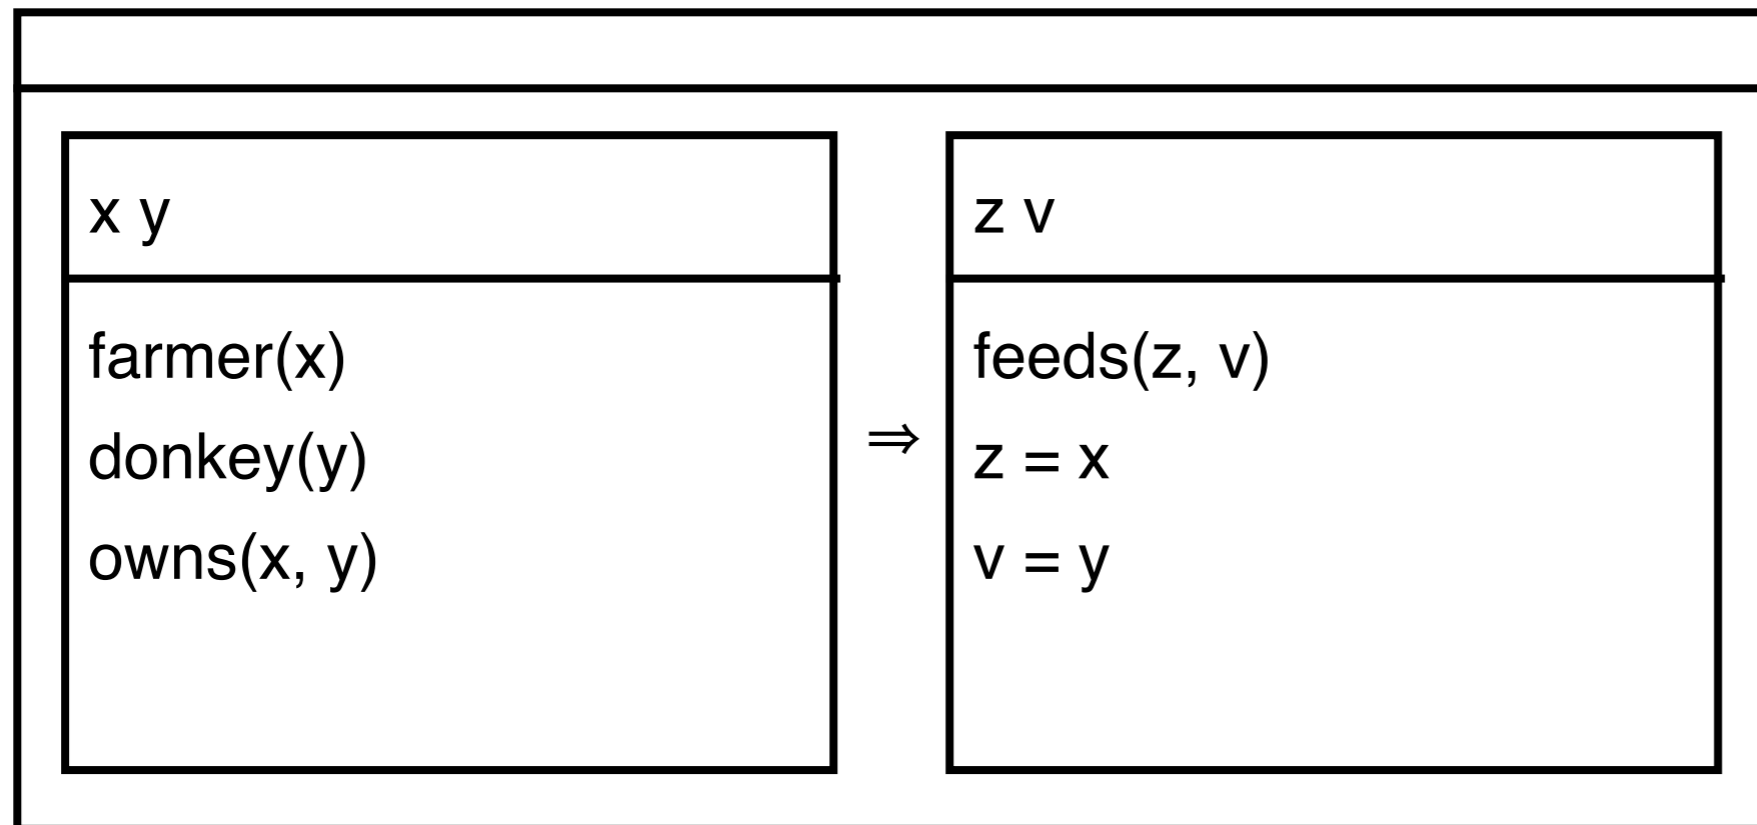 x y
farmer(x)
donkey(y)
owns(x, y)
⇒
z v
feeds(z, v)
z = x
v = y